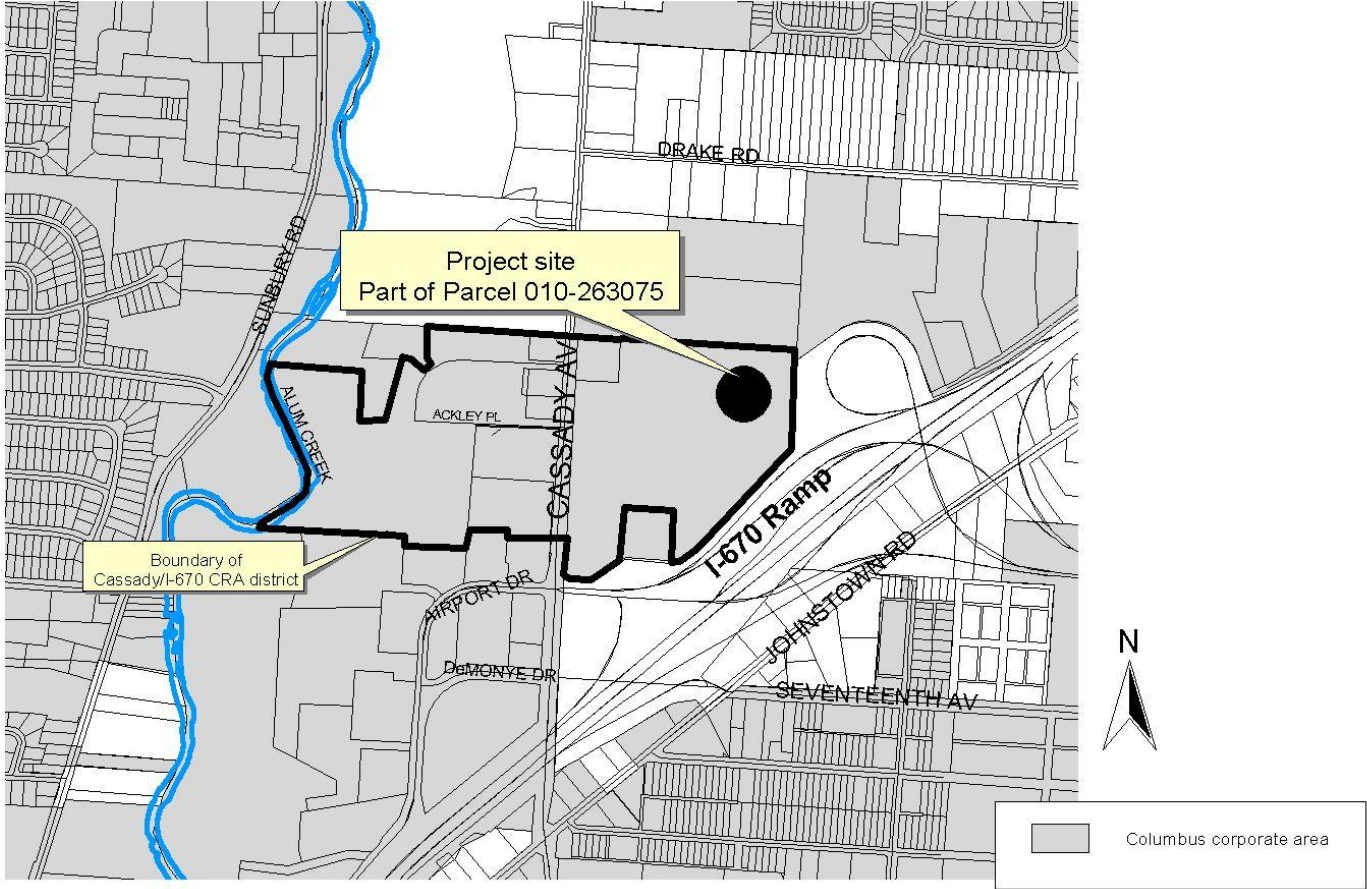 DRAKE RD
SUNBURY RD
Project site
Part of Parcel 010-263075
CASSADY AV
ALUM CREEK
ACKLEY PL
I-670 Ramp
Boundary of
Cassady/I-670 CRA district
AIRPORT DR
JOHNSTOWN RD
DeMONYE DR
SEVENTEENTH AV
N
Columbus corporate area